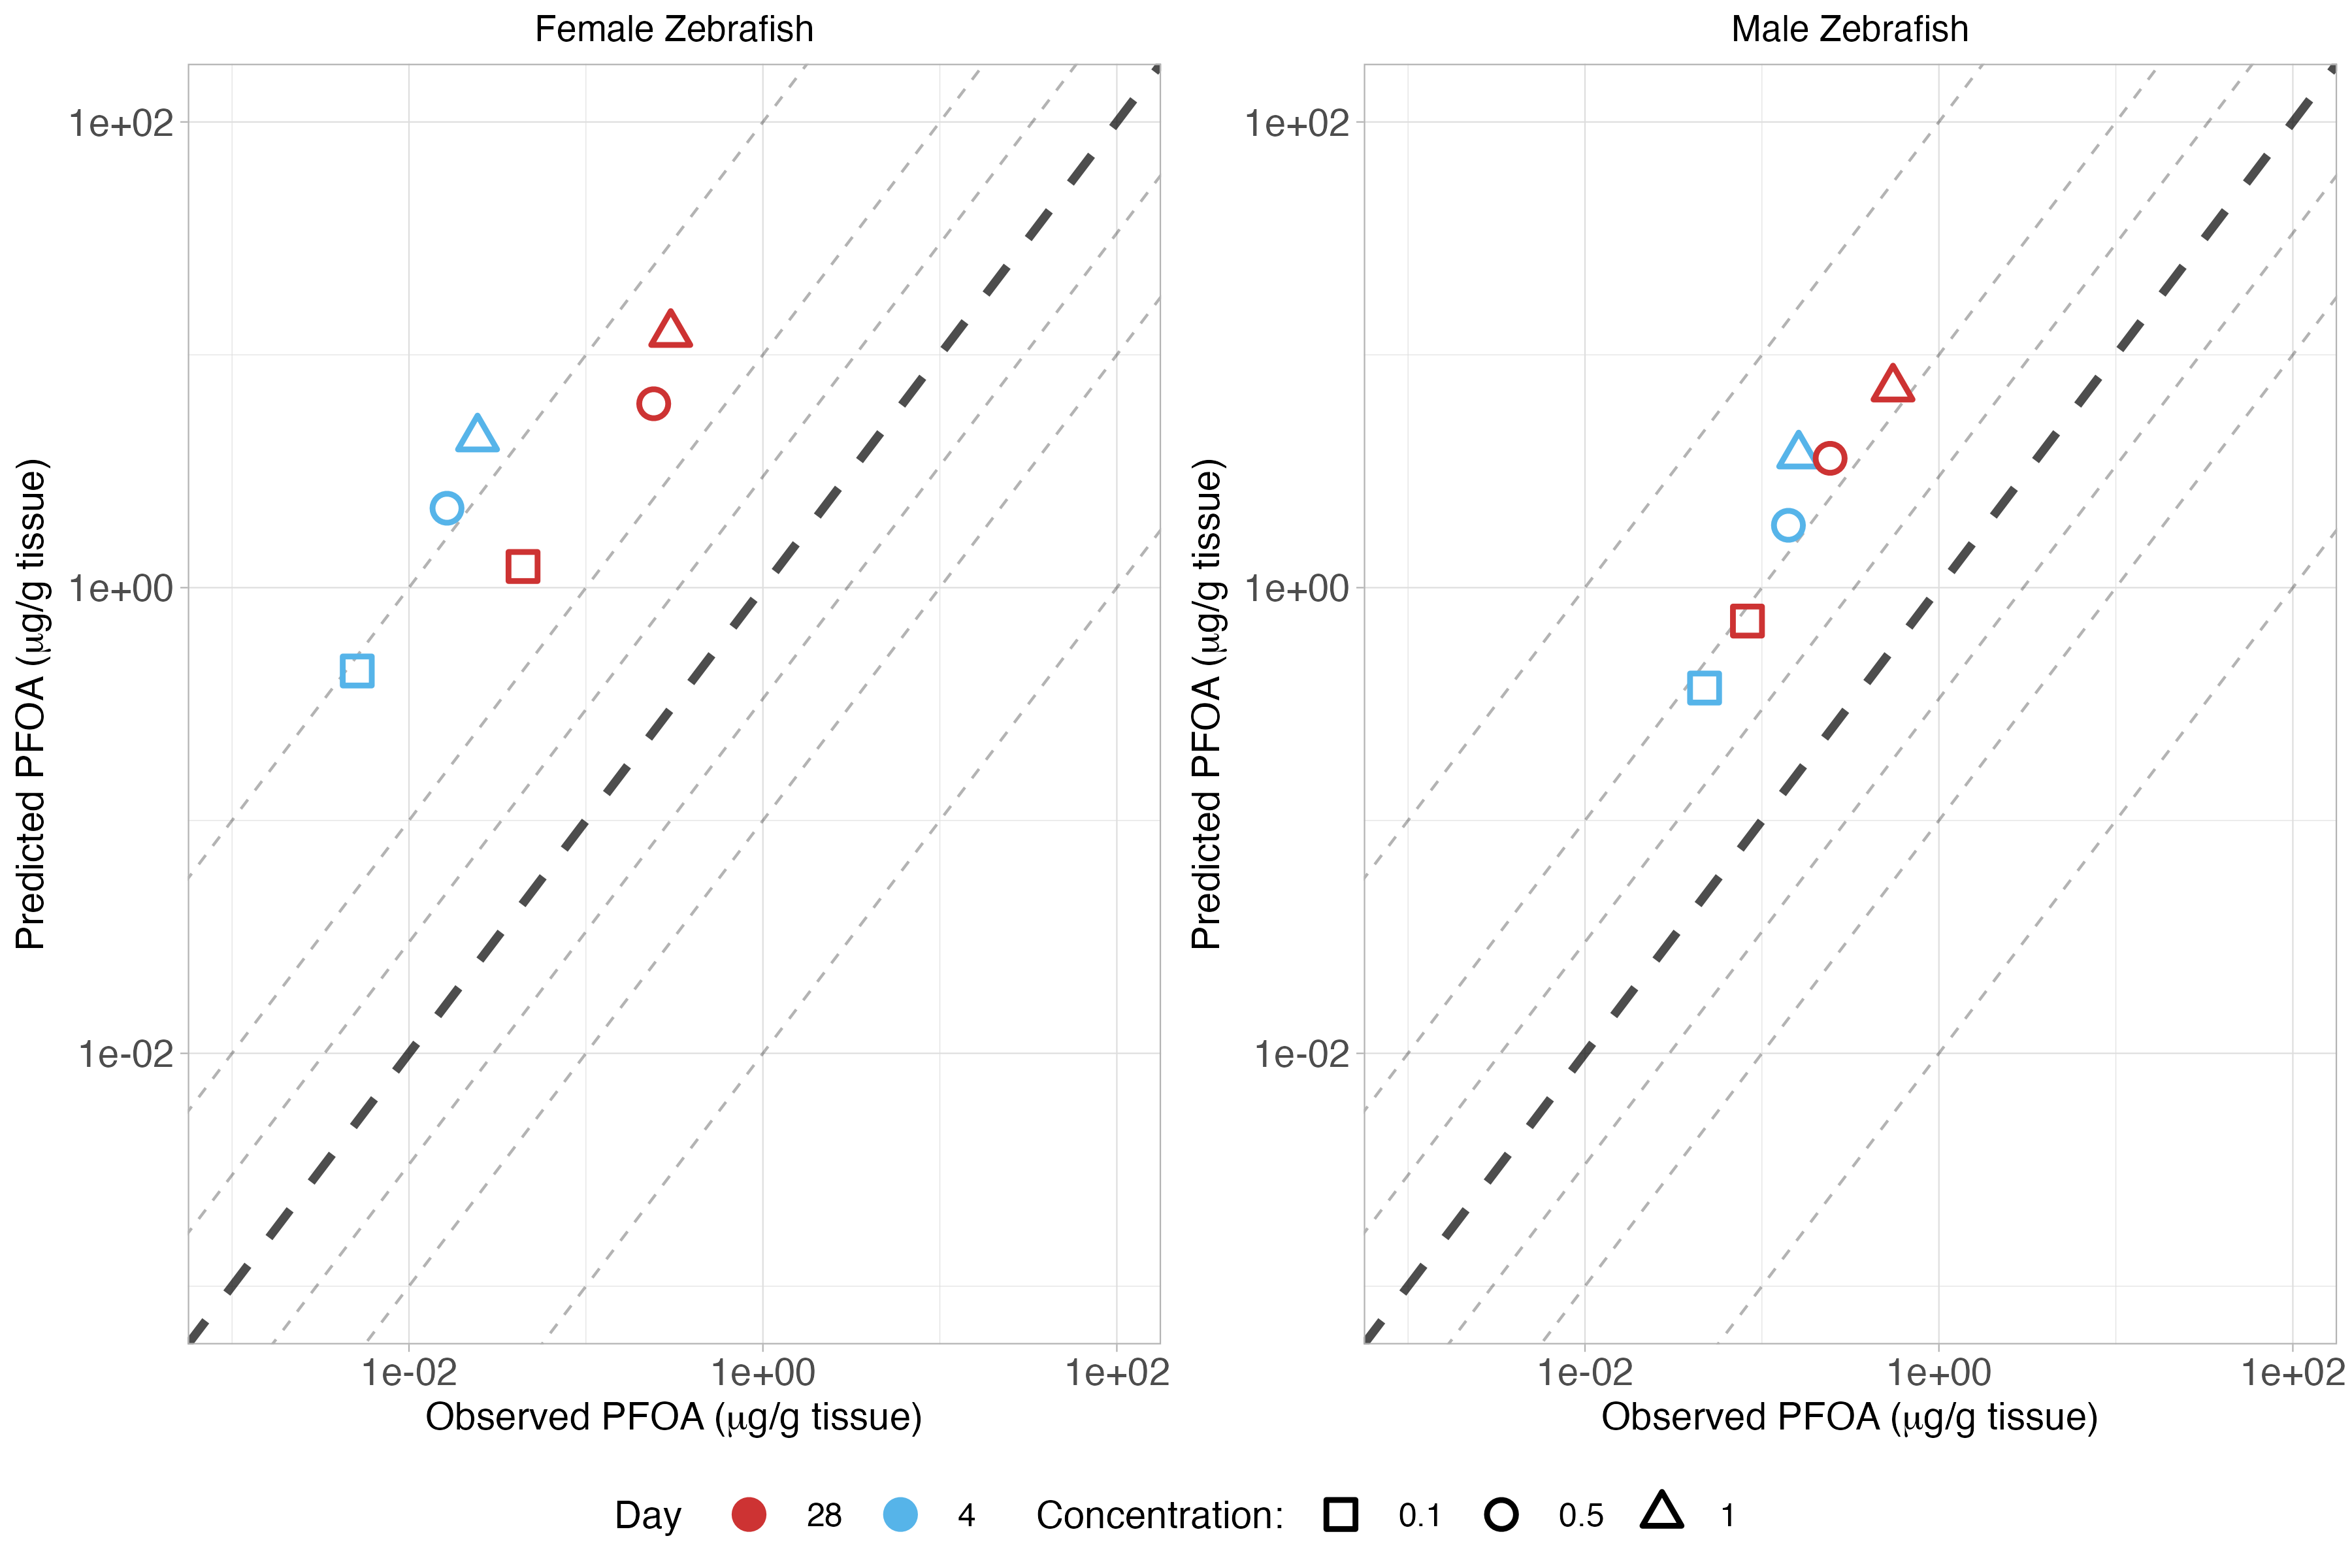 Female Zebrafish
Male Zebrafish
Predicted PFOA (μg/g tissue)
1e+02
1e+00
1e-02
1e-02
1e+00
1e+02
Observed PFOA (μg/g tissue)
Predicted PFOA (μg/g tissue)
1e+02
1e+00
1e-02
1e-02
1e+00
1e+02
Observed PFOA (μg/g tissue)
Day 28 4 Concentration: 0.1 0.5 1